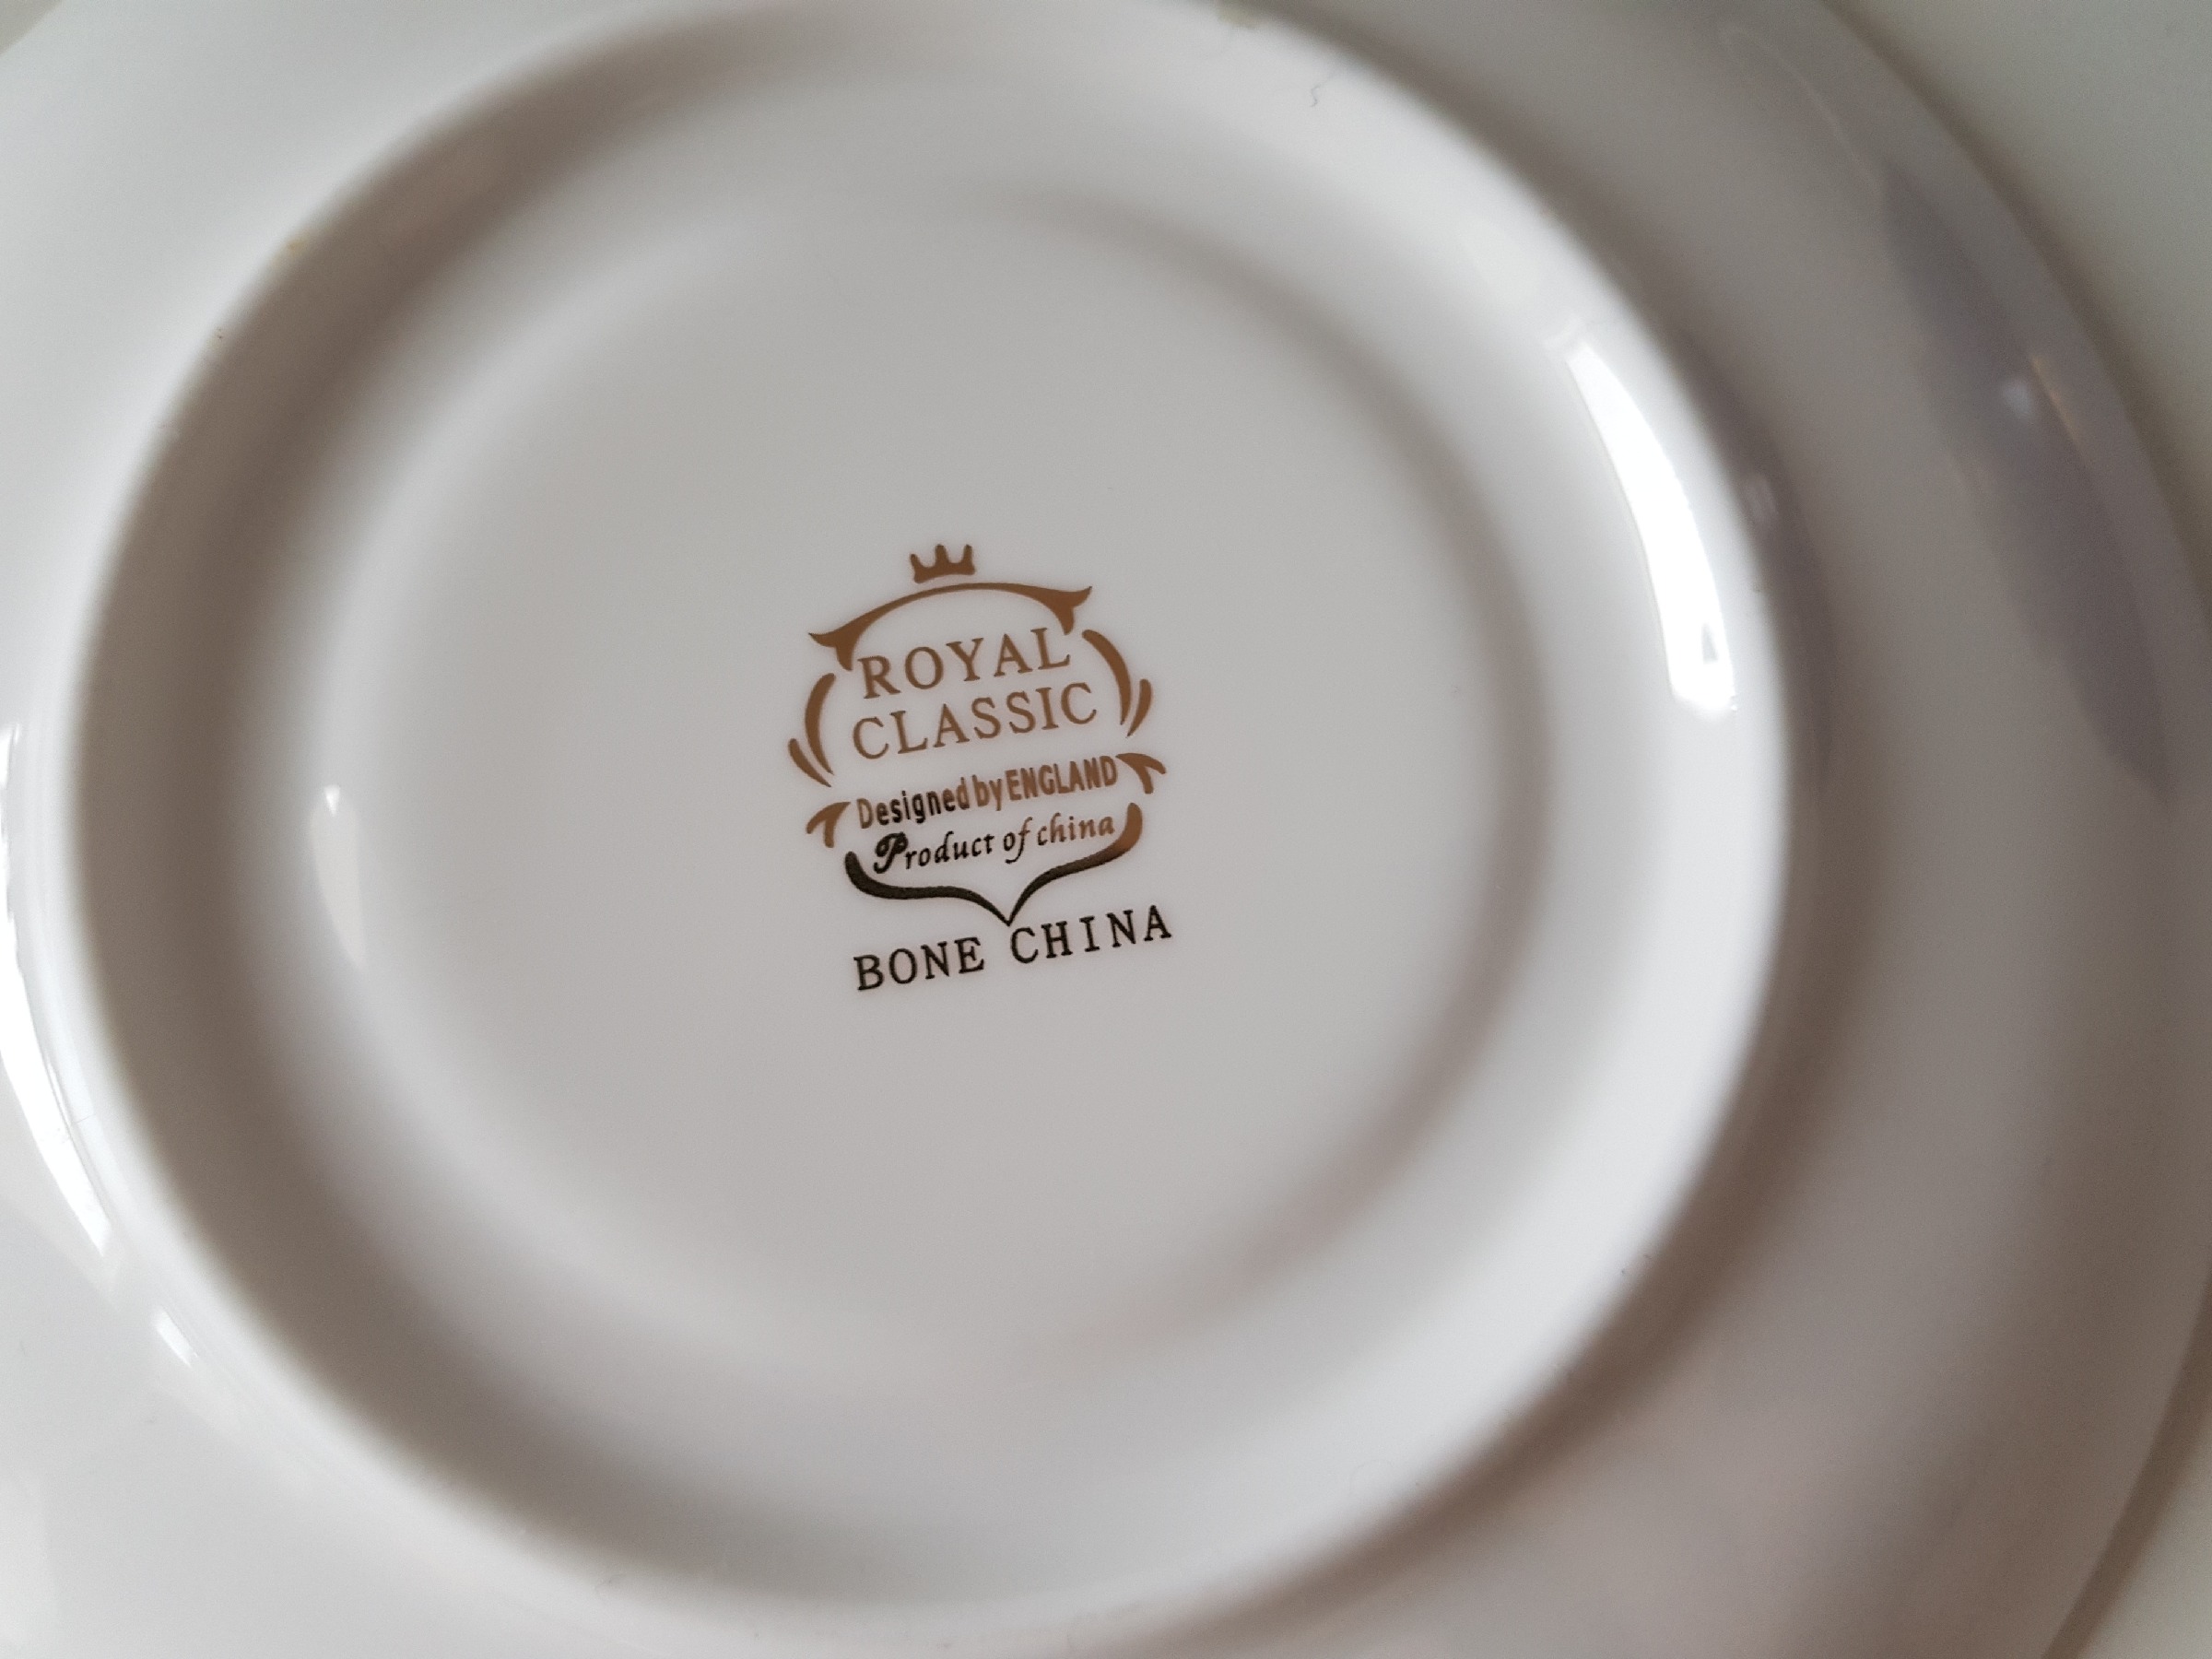 ROYAL
CLASSIC
Designed by ENGLAND
Product of china
BONE CHINA